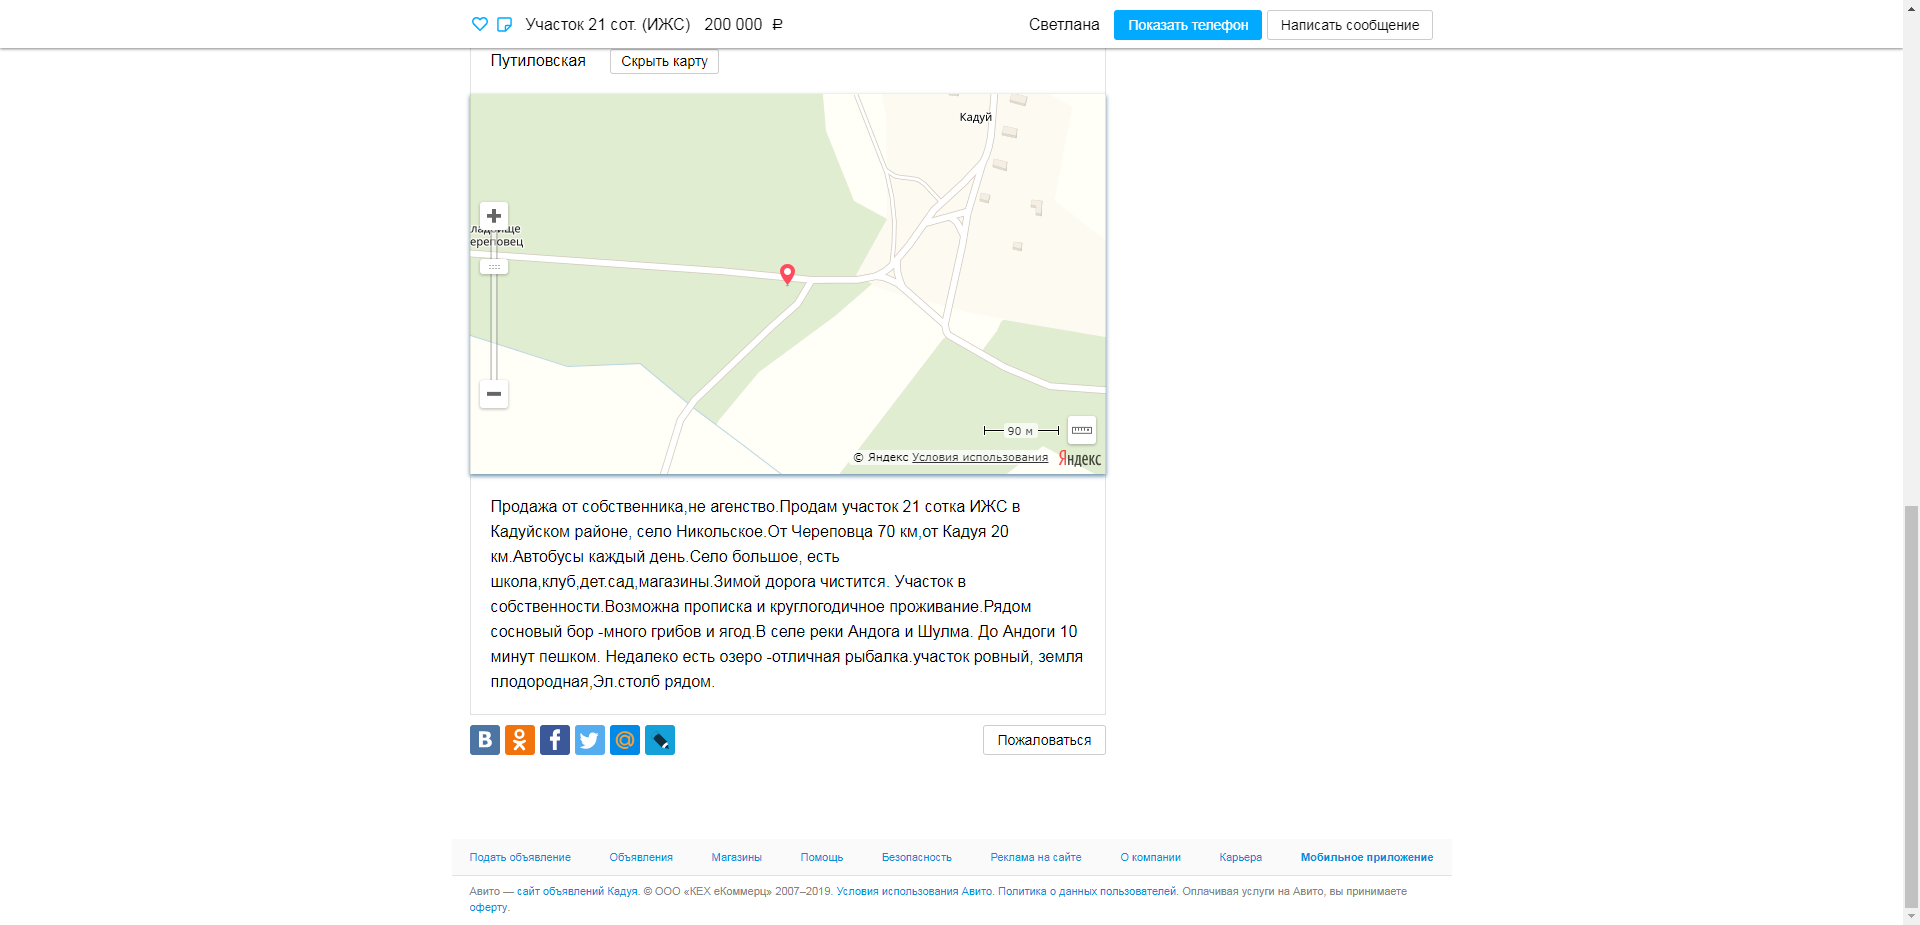 Участок 21 сот. (ИЖС) 200 000 ₽
Светлана Показать телефон Написать сообщение
Путиловская Скрыть карту
Кадуй
ладбище
ереповец
90 м
© Яндекс Условия использования Яндекс
Продажа от собственника,не агенство.Продам участок 21 сотка ИЖС в
Кадуйском районе, село Никольское.От Череповца 70 км,от Кадуя 20
км.Автобусы каждый день.Село большое, есть
школа,клуб,дет.сад,магазины.Зимой дорога чистится. Участок в
собственности.Возможна прописка и круглогодичное проживание.Рядом
сосновый бор -много грибов и ягод.В селе реки Андога и Шулма. До Андоги 10
минут пешком. Недалеко есть озеро -отличная рыбалка.участок ровный, земля
плодородная,Эл.столб рядом.
Пожаловаться
Подать объявление Объявления Магазины Помощь Безопасность Реклама на сайте О компании Карьера Мобильное приложение
Авито — сайт объявлений Кадуя. © ООО «КЕХ еКоммерц» 2007–2019. Условия использования Авито. Политика о данных пользователей. Оплачивая услуги на Авито, вы принимаете
оферту.